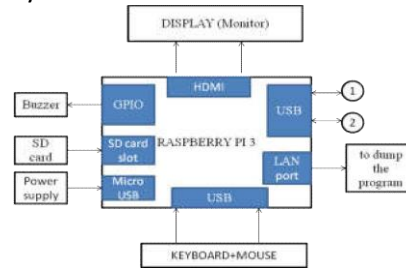 DISPLAY (Monitor)
HDMI
Buzzer
GPIO
USB
1
2
SD
card
SD card
slot
RASPBERRY PI 3
LAN
port
to dump
the
program
Power
supply
Micro
USB
USB
KEYBOARD+MOUSE